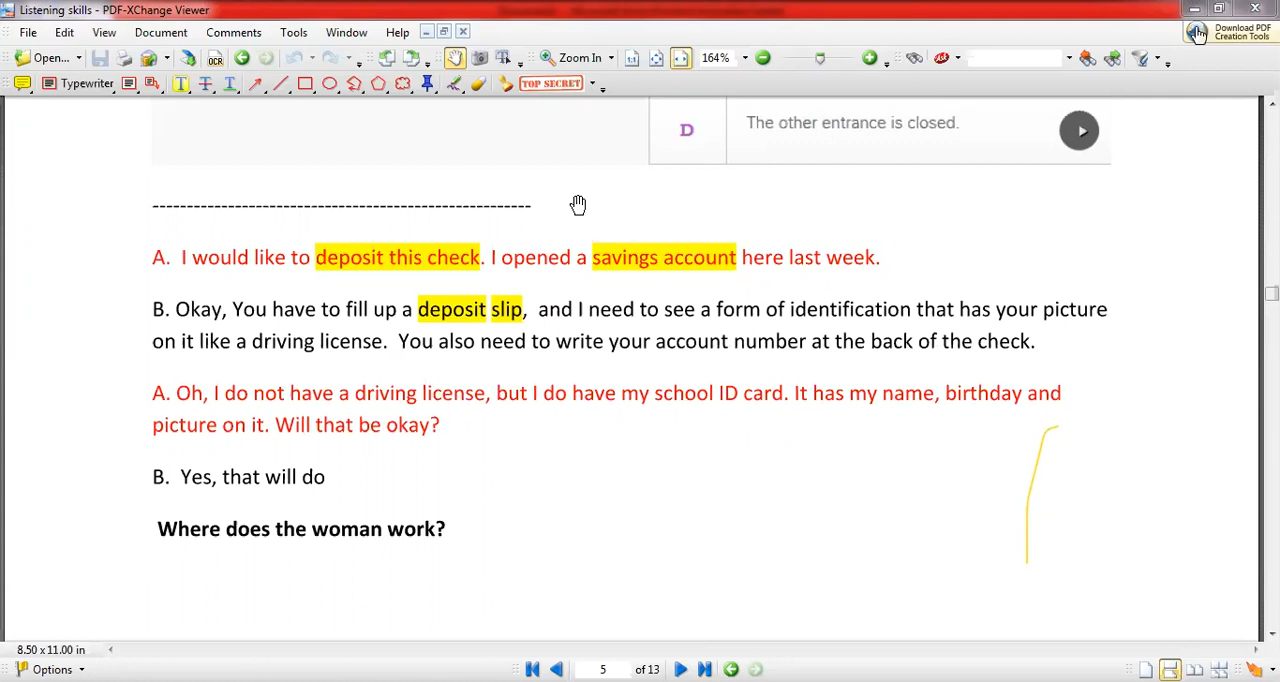 Listening skills - PDF-XChange Viewer
File Edit View Document Comments Tools Window Help
Download PDF Creation Tools
Open... OCR Zoom In 1:1 164%
Typewriter T T T TOP SECRET
D The other entrance is closed.
------------------------------------------------------
A. I would like to deposit this check. I opened a savings account here last week.
B. Okay, You have to fill up a deposit slip, and I need to see a form of identification that has your picture
on it like a driving license. You also need to write your account number at the back of the check.
A. Oh, I do not have a driving license, but I do have my school ID card. It has my name, birthday and
picture on it. Will that be okay?
B. Yes, that will do
Where does the woman work?
8.50 x 11.00 in
Options 5 of 13